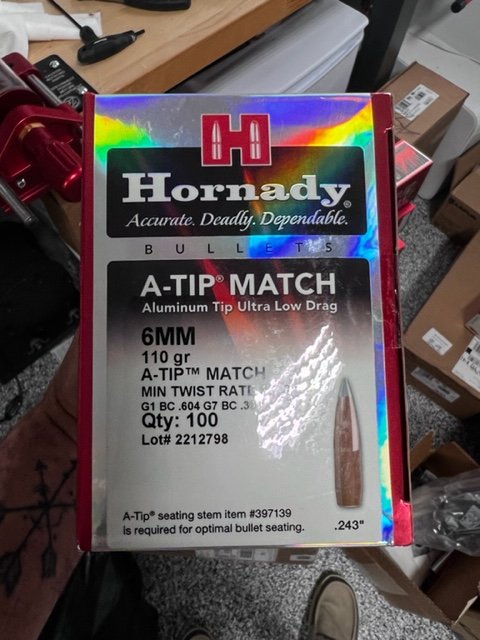 H
Hornady®
Accurate. Deadly. Dependable.
BULLETS
A-TIP® MATCH
Aluminum Tip Ultra Low Drag
6MM
110 gr
A-TIP™ MATCH
MIN TWIST
G1 BC .604 G7 BC
Qty: 100
Lot# 2212798
A-Tip® seating stem item #397139
is required for optimal bullet seating.
.243"